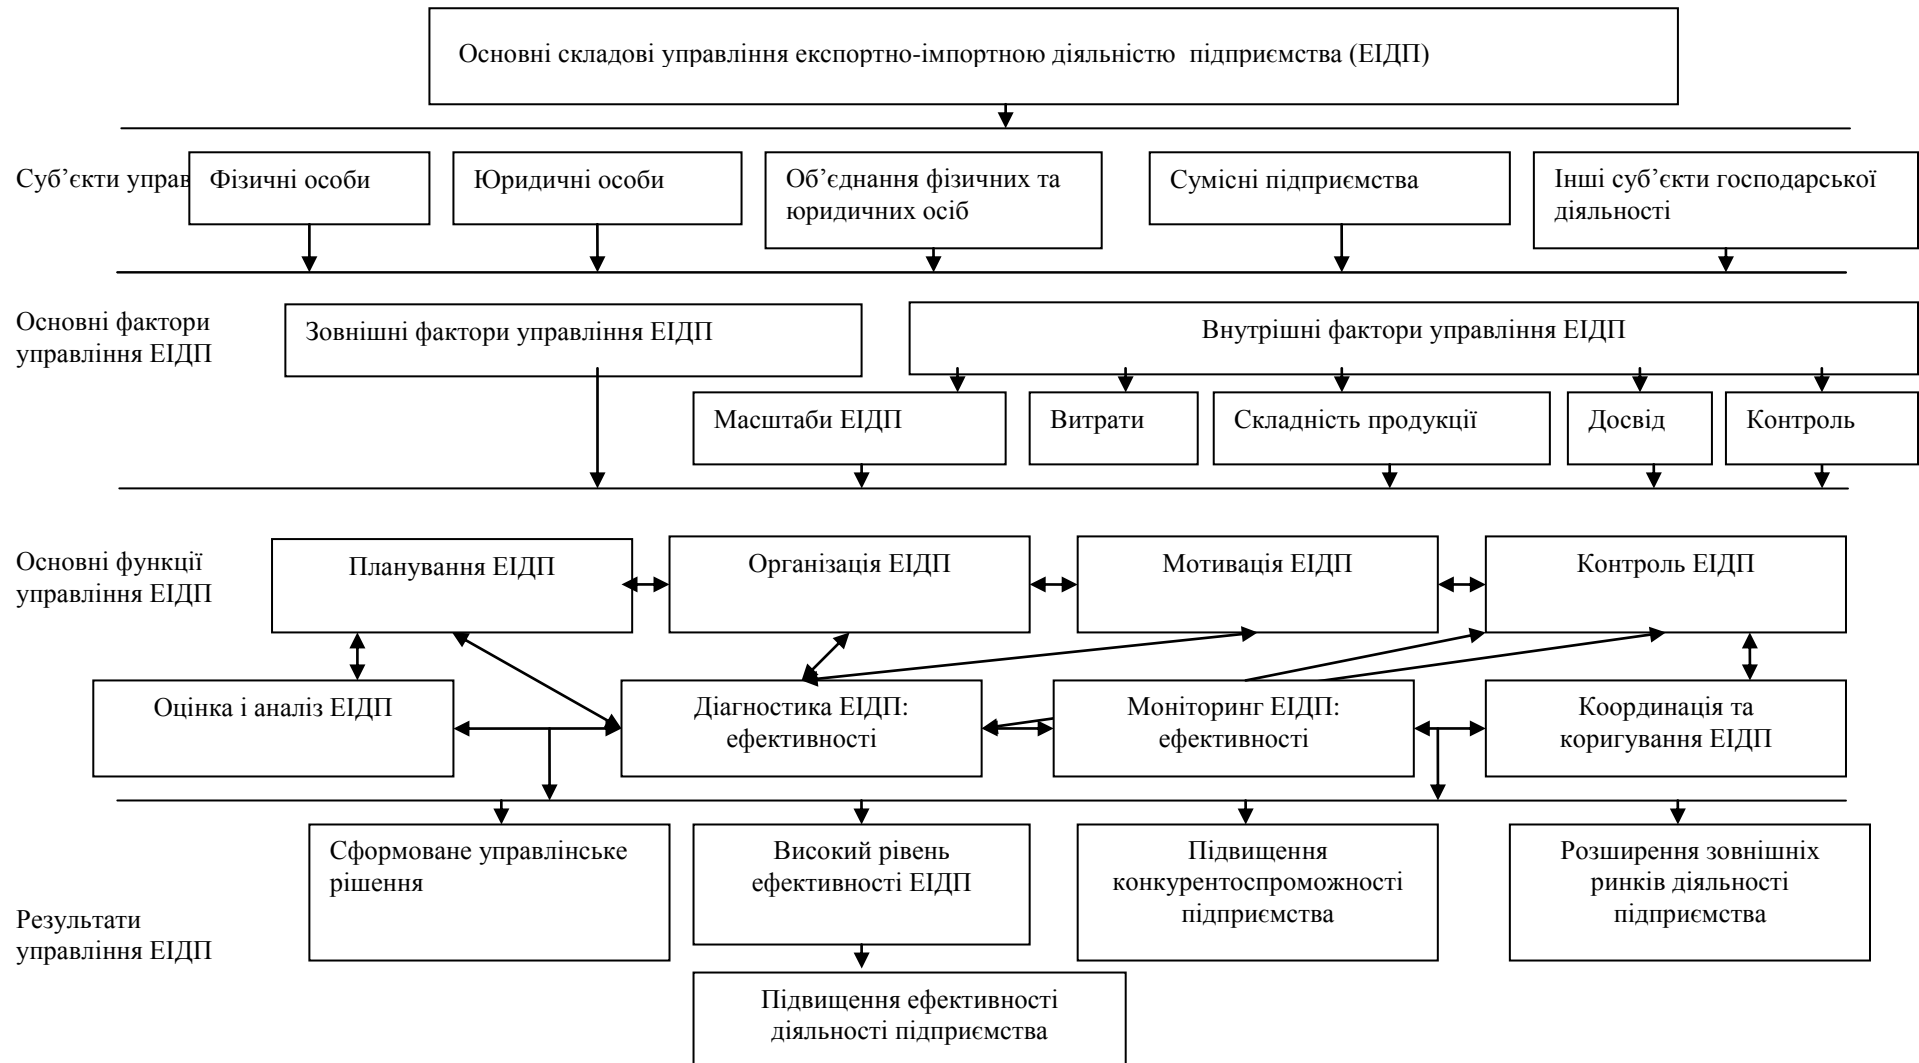 Основні складові управління експортно-імпортною діяльністю підприємства (ЕІДП)
Суб’єкти управ
Фізичні особи
Юридичні особи
Об’єднання фізичних та
юридичних осіб
Сумісні підприємства
Інші суб’єкти господарської
діяльності
Основні фактори
управління ЕІДП
Зовнішні фактори управління ЕІДП
Внутрішні фактори управління ЕІДП
Масштаби ЕІДП
Витрати
Складність продукції
Досвід
Контроль
Основні функції
управління ЕІДП
Планування ЕІДП
Організація ЕІДП
Мотивація ЕІДП
Контроль ЕІДП
Оцінка і аналіз ЕІДП
Діагностика ЕІДП:
ефективності
Моніторинг ЕІДП:
ефективності
Координація та
коригування ЕІДП
Результати
управління ЕІДП
Сформоване управлінське
рішення
Високий рівень
ефективності ЕІДП
Підвищення
конкурентоспроможності
підприємства
Розширення зовнішніх
ринків діяльності
підприємства
Підвищення ефективності
діяльності підприємства